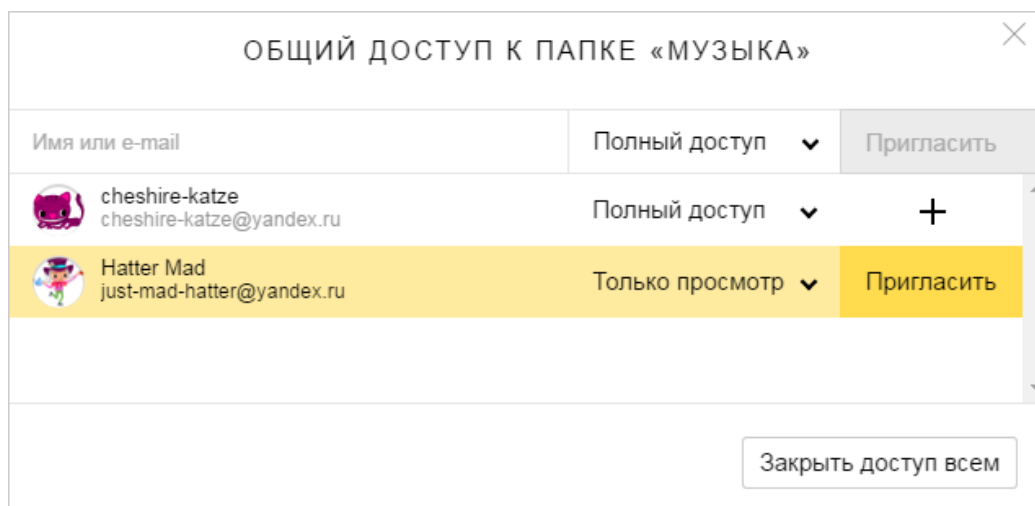 ОБЩИЙ ДОСТУП К ПАПКЕ «МУЗЫКА»
Имя или e-mail Полный доступ Пригласить
cheshire-katze
cheshire-katze@yandex.ru
Полный доступ
Hatter Mad
just-mad-hatter@yandex.ru
Только просмотр Пригласить
Закрыть доступ всем